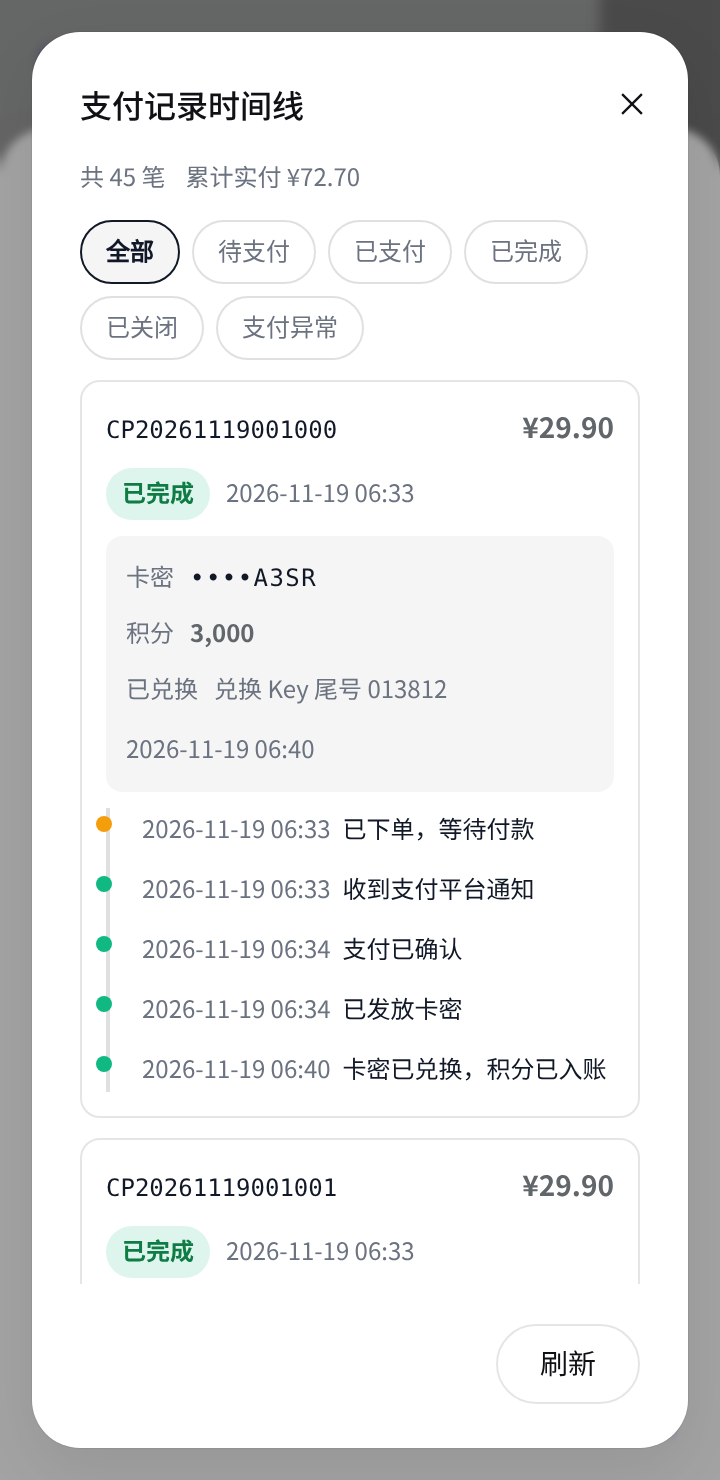 支付记录时间线
共 45 笔 累计实付 ¥72.70
全部 待支付 已支付 已完成
已关闭 支付异常
CP20261119001000 ¥29.90
已完成 2026-11-19 06:33
卡密 ••••A3SR
积分 3,000
已兑换 兑换 Key 尾号 013812
2026-11-19 06:40
2026-11-19 06:33 已下单，等待付款
2026-11-19 06:33 收到支付平台通知
2026-11-19 06:34 支付已确认
2026-11-19 06:34 已发放卡密
2026-11-19 06:40 卡密已兑换，积分已入账
CP20261119001001 ¥29.90
已完成 2026-11-19 06:33
刷新